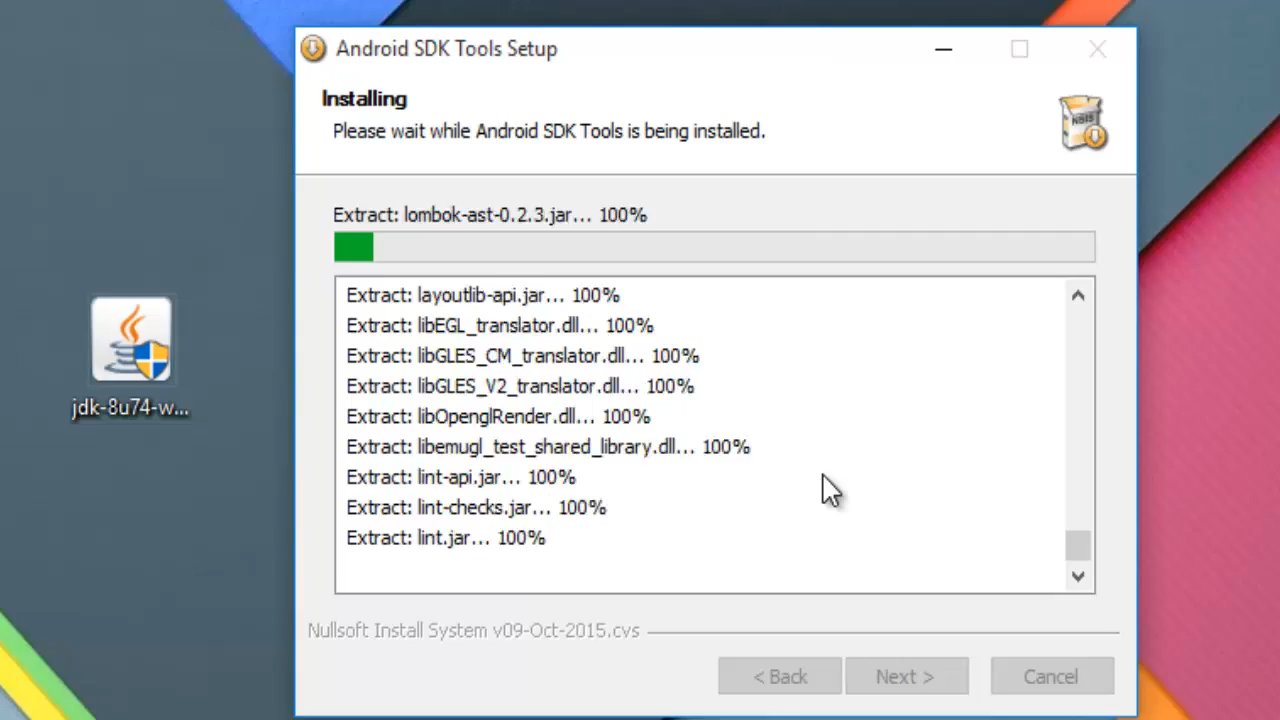 Android SDK Tools Setup
Installing
Please wait while Android SDK Tools is being installed.
NSIS
Extract: lombok-ast-0.2.3.jar... 100%
Extract: layoutlib-api.jar... 100%
Extract: libEGL_translator.dll... 100%
Extract: libGLES_CM_translator.dll... 100%
Extract: libGLES_V2_translator.dll... 100%
Extract: libOpenglRender.dll... 100%
Extract: libemugl_test_shared_library.dll... 100%
Extract: lint-api.jar... 100%
Extract: lint-checks.jar... 100%
Extract: lint.jar... 100%
jdk-8u74-w...
Nullsoft Install System v09-Oct-2015.cvs
< Back
Next >
Cancel